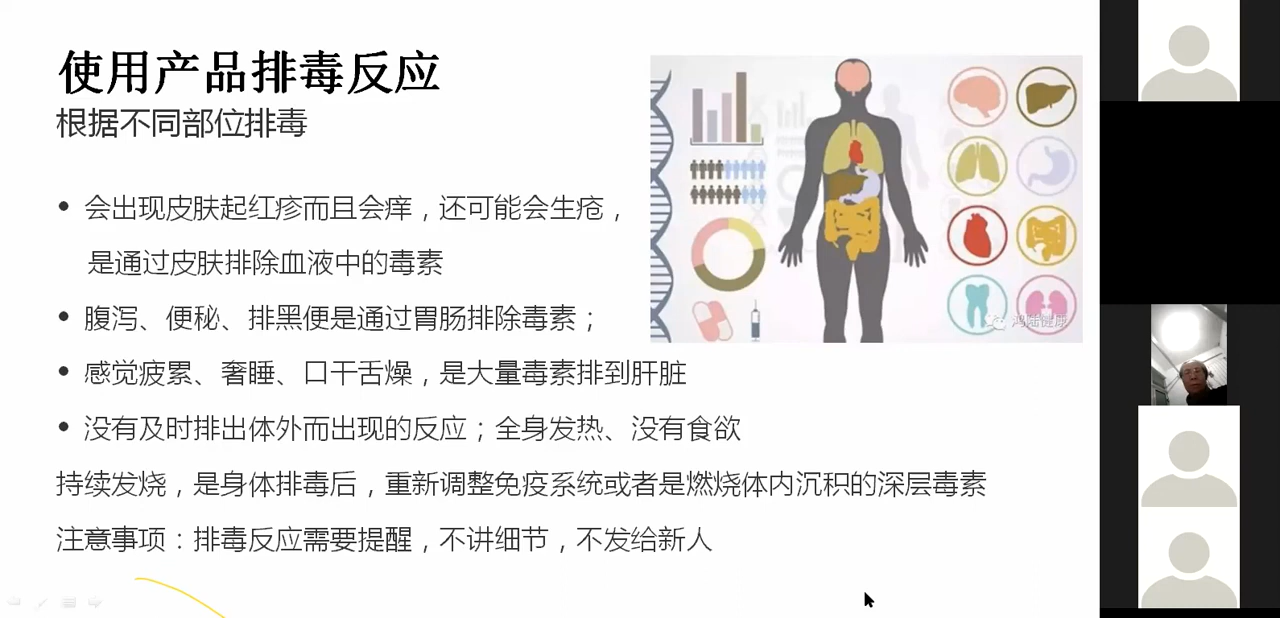 使用产品排毒反应
根据不同部位排毒
会出现皮肤起红疹而且会痒，还可能会生疮，
是通过皮肤排除血液中的毒素
腹泻、便秘、排黑便是通过胃肠排除毒素；
感觉疲累、奢睡、口干舌燥，是大量毒素排到肝脏
没有及时排出体外而出现的反应；全身发热、没有食欲
持续发烧，是身体排毒后，重新调整免疫系统或者是燃烧体内沉积的深层毒素
注意事项：排毒反应需要提醒，不讲细节，不发给新人
鸿陆健康